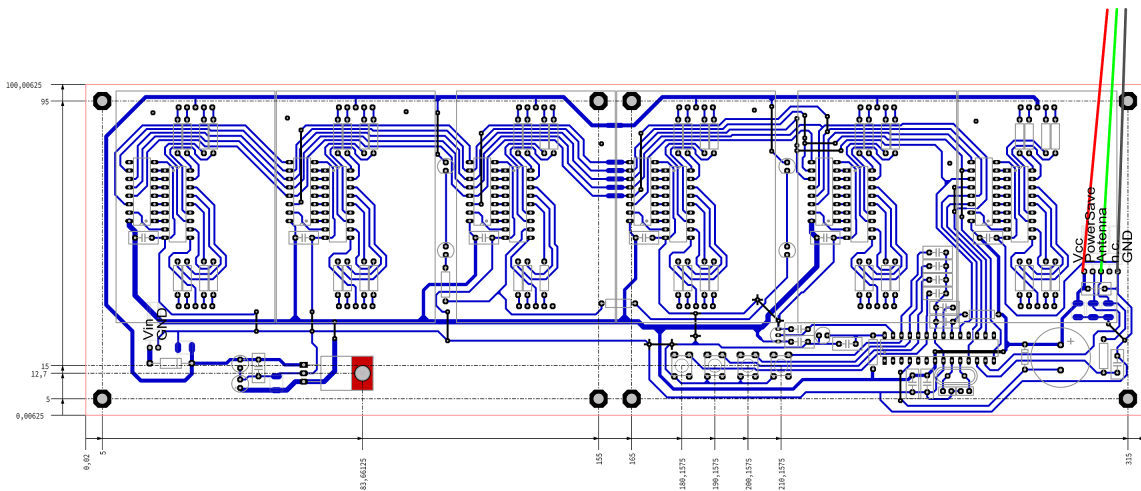 100,00625
95
Vcc
PowerSave
Antenna
n.c.
GND
Vin
GND
+
15
12,7
5
0,00625
0,02
5
83,66125
155
165
180,1575
190,1575
200,1575
210,1575
315